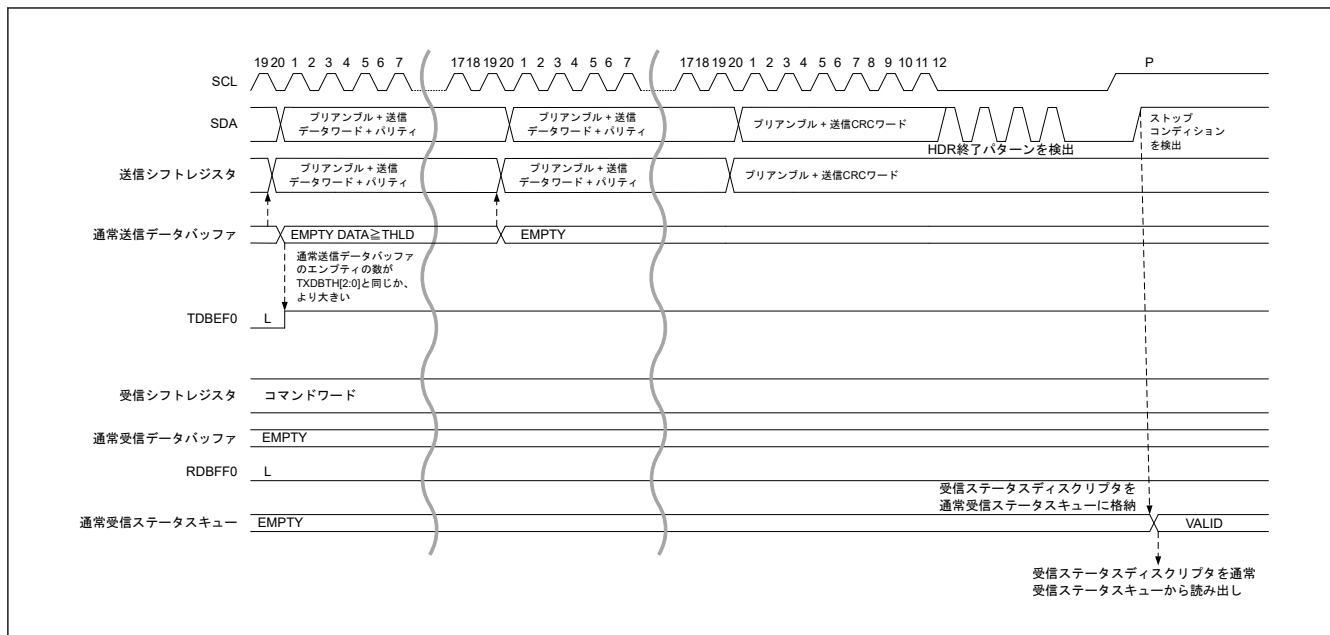 19 20 1 2 3 4 5 6 7 17 18 19 20 1 2 3 4 5 6 7 17 18 19 20 1 2 3 4 5 6 7 8 9 10 11 12 P
SCL
SDA
プリアンブル + 送信
データワード + パリティ
プリアンブル + 送信
データワード + パリティ
プリアンブル + 送信CRCワード
HDR終了パターンを検出
ストップ
コンディション
を検出
送信シフトレジスタ
プリアンブル + 送信
データワード + パリティ
プリアンブル + 送信
データワード + パリティ
プリアンブル + 送信CRCワード
通常送信データバッファ
EMPTY DATA≧THLD
EMPTY
通常送信データバッファ
のエンプティの数が
TXDBTH[2:0]と同じか、
より大きい
TDBEF0
L
受信シフトレジスタ
コマンドワード
通常受信データバッファ
EMPTY
RDBFF0
L
受信ステータスディスクリプタを
通常受信ステータスキューに格納
通常受信ステータスキュー
EMPTY
VALID
受信ステータスディスクリプタを通常
受信ステータスキューから読み出し